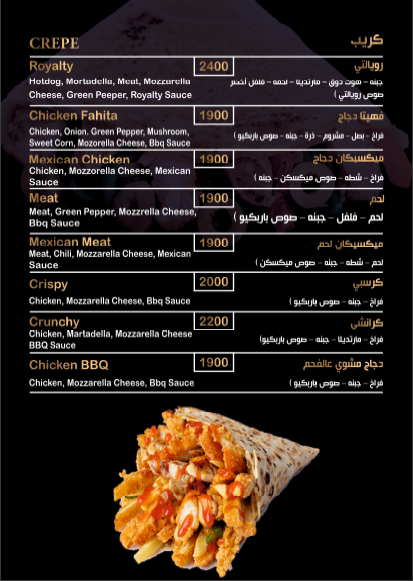 CREPE
كريب
Royalty
2400
رويالتي
Hotdog, Mortadella, Meat, Mozzarella
Cheese, Green Peeper, Royalty Sauce
جبنه - هوت دوق - مارتديلا - لحمه - فلفل أخضر
صوص رويالتي )
Chicken Fahita
1900
فهيتا دجاج
Chicken, Onion. Green Pepper, Mushroom,
Sweet Corn, Mozorella Cheese, Bbq Sauce
فراخ - بصل - مشروم - ذرة - جبنه - صوص باربكيو )
Mexican Chicken
1900
ميكسيكان دجاج
Chicken, Mozzorella Cheese, Mexican
Sauce
فراخ - شطه - صوص ميكسكن - جبنه )
Meat
1900
لحم
Meat, Green Pepper, Mozzrella Cheese,
Bbq Sauce
لحم - فلفل - جبنه - صوص باربكيو )
Mexican Meat
1900
ميكسيكان لحم
Meat, Chili, Mozzarella Cheese, Mexican
Sauce
لحم - شطه - جبنه - صوص ميكسكن )
Crispy
2000
كرسبي
Chicken, Mozzarella Cheese, Bbq Sauce
فراخ - جبنه - صوص باربكيو )
Crunchy
2200
كرانشي
Chicken, Martadella, Mozzarella Cheese
BBQ Sauce
فراخ - مارتديلا - جبنه - صوص باربكيو)
Chicken BBQ
1900
دجاج مشوي عالفحم
Chicken, Mozzarella Cheese, Bbq Sauce
فراخ - جبنه - صوص باربكيو )